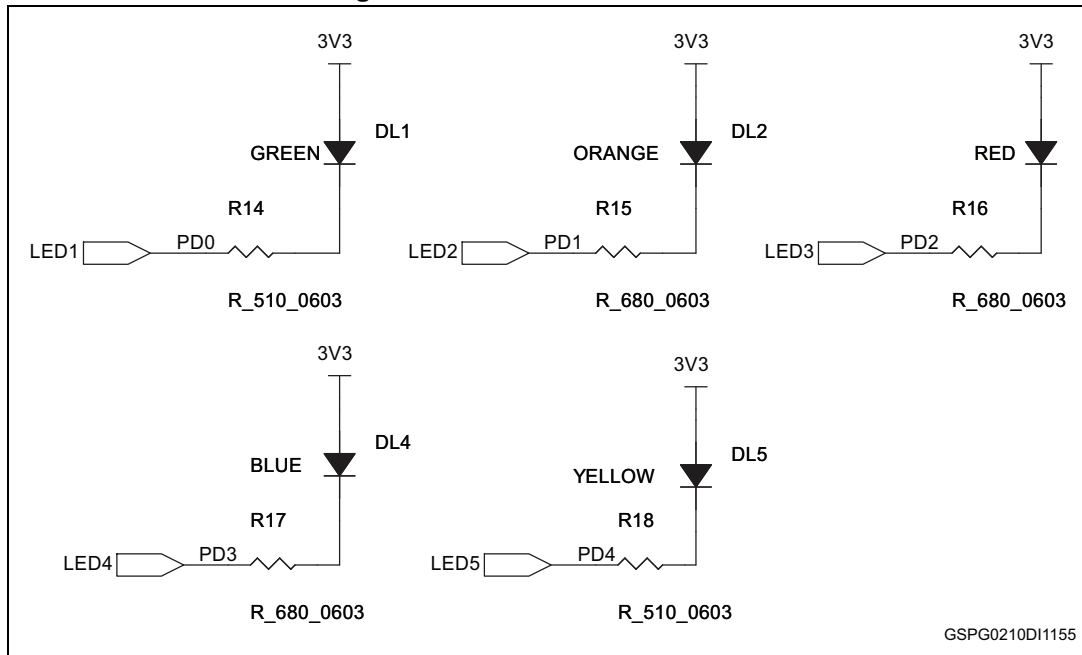 3V3
DL1
GREEN
R14
LED1
PD0
R_510_0603
3V3
DL2
ORANGE
R15
LED2
PD1
R_680_0603
3V3
RED
R16
LED3
PD2
R_680_0603
3V3
DL4
BLUE
R17
LED4
PD3
R_680_0603
3V3
DL5
YELLOW
R18
LED5
PD4
R_510_0603
GSPG0210DI1155